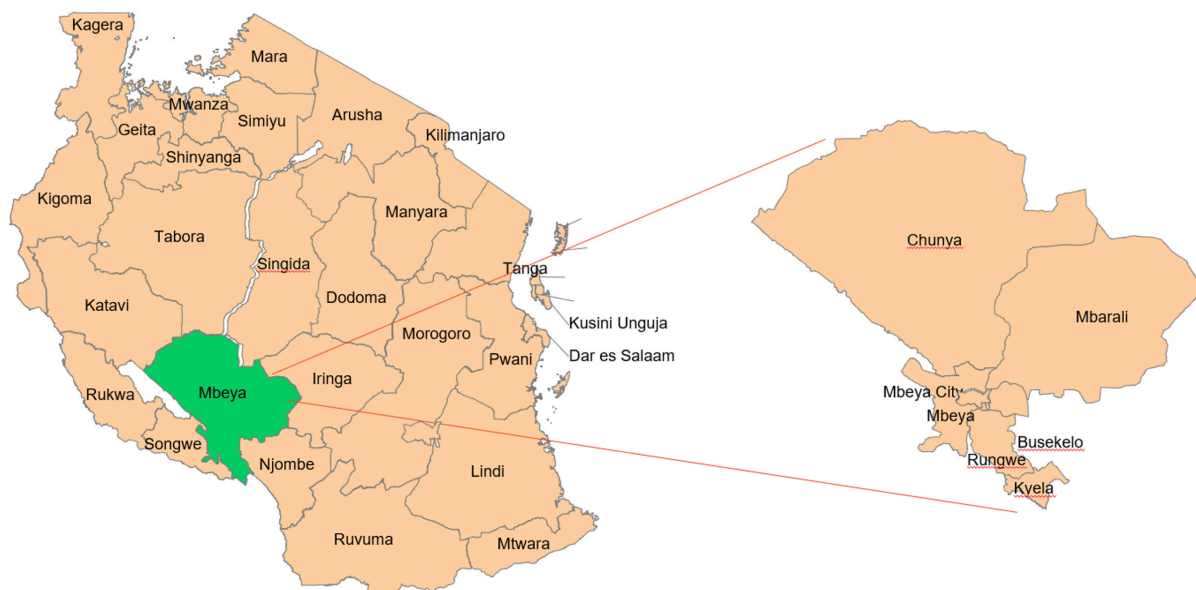 Kagera
Mara
Mwanza
Geita
Simiyu
Arusha
Kilimanjaro
Shinyanga
Kigoma
Manyara
Tabora
Singida
Tanga
Katavi
Dodoma
Kusini Unguja
Morogoro
Dar es Salaam
Pwani
Rukwa
Mbeya
Iringa
Songwe
Njombe
Lindi
Ruvuma
Mtwara
Chunya
Mbarali
Mbeya City
Mbeya
Busekelo
Rungwe
Kyela